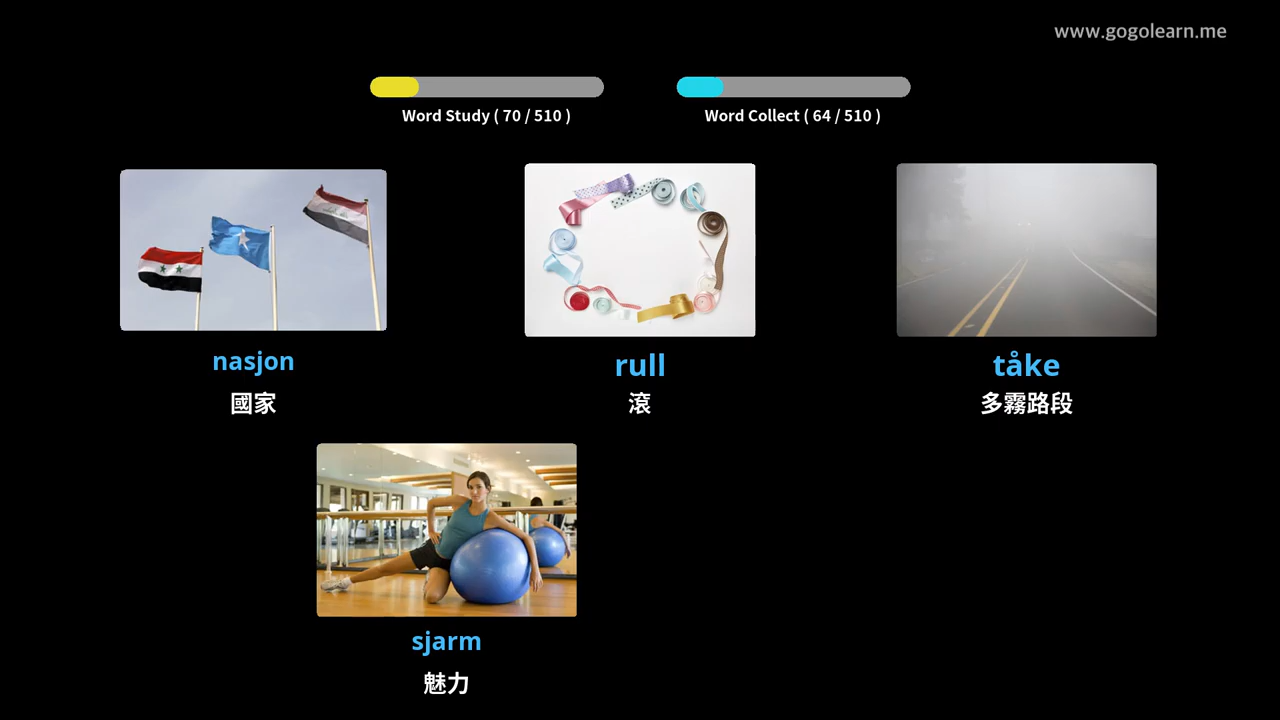 www.gogolearn.me
Word Study ( 70 / 510 )
Word Collect ( 64 / 510 )
nasjon
國家
rull
滾
tåke
多霧路段
sjarm
魅力